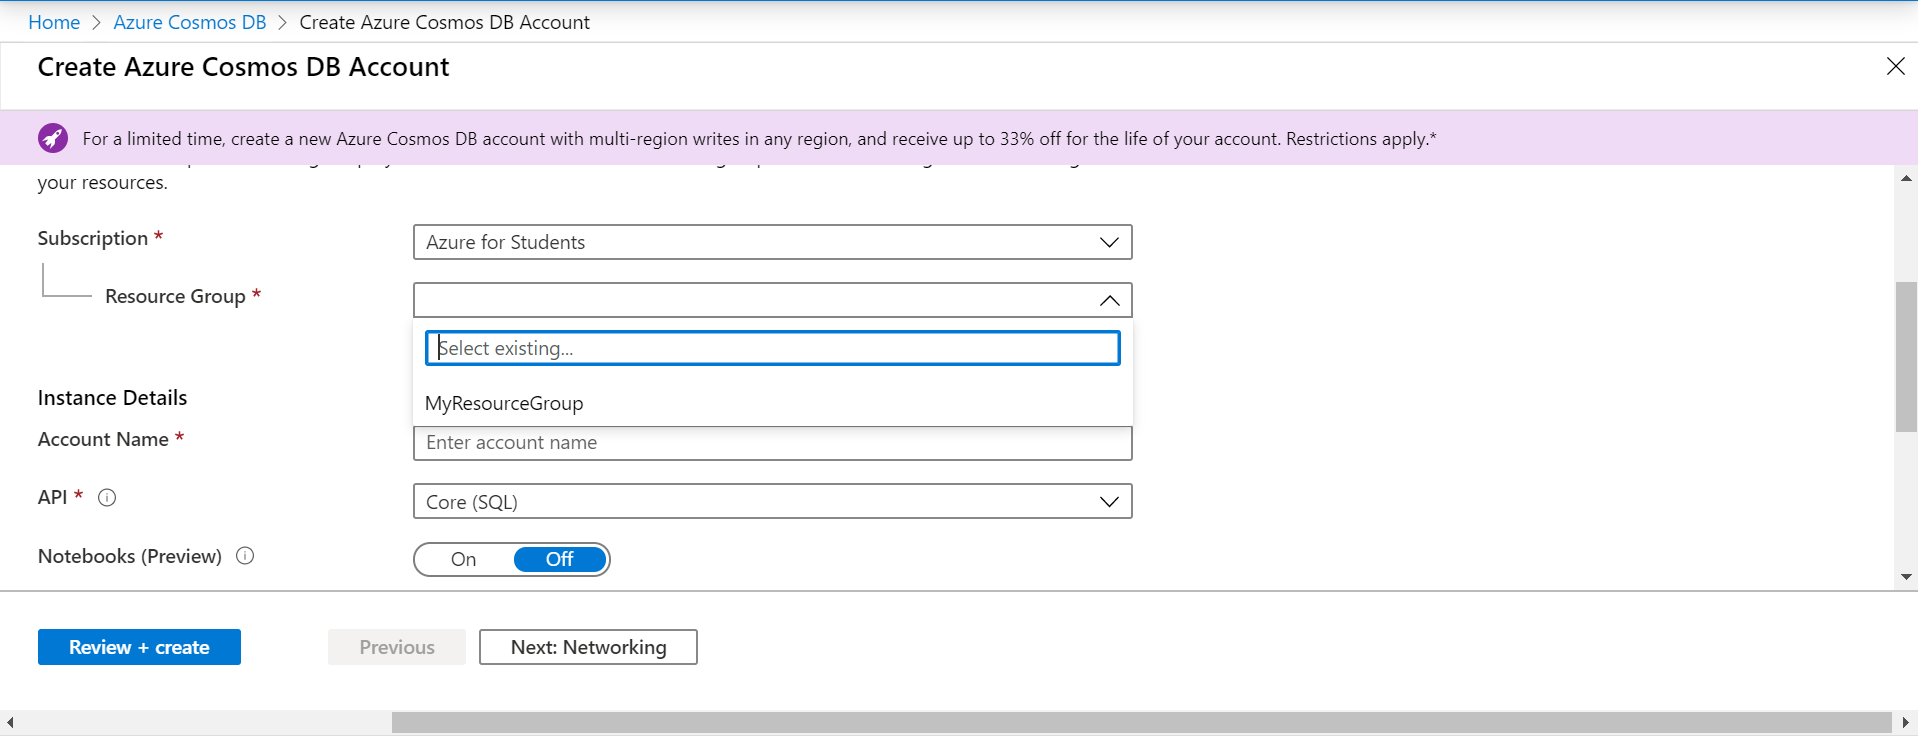 Home > Azure Cosmos DB > Create Azure Cosmos DB Account
Create Azure Cosmos DB Account
For a limited time, create a new Azure Cosmos DB account with multi-region writes in any region, and receive up to 33% off for the life of your account. Restrictions apply.*
your resources.
Subscription *
Azure for Students
Resource Group *
Select existing...
MyResourceGroup
Instance Details
Account Name *
Enter account name
API *
Core (SQL)
Notebooks (Preview)
On Off
Review + create Previous Next: Networking